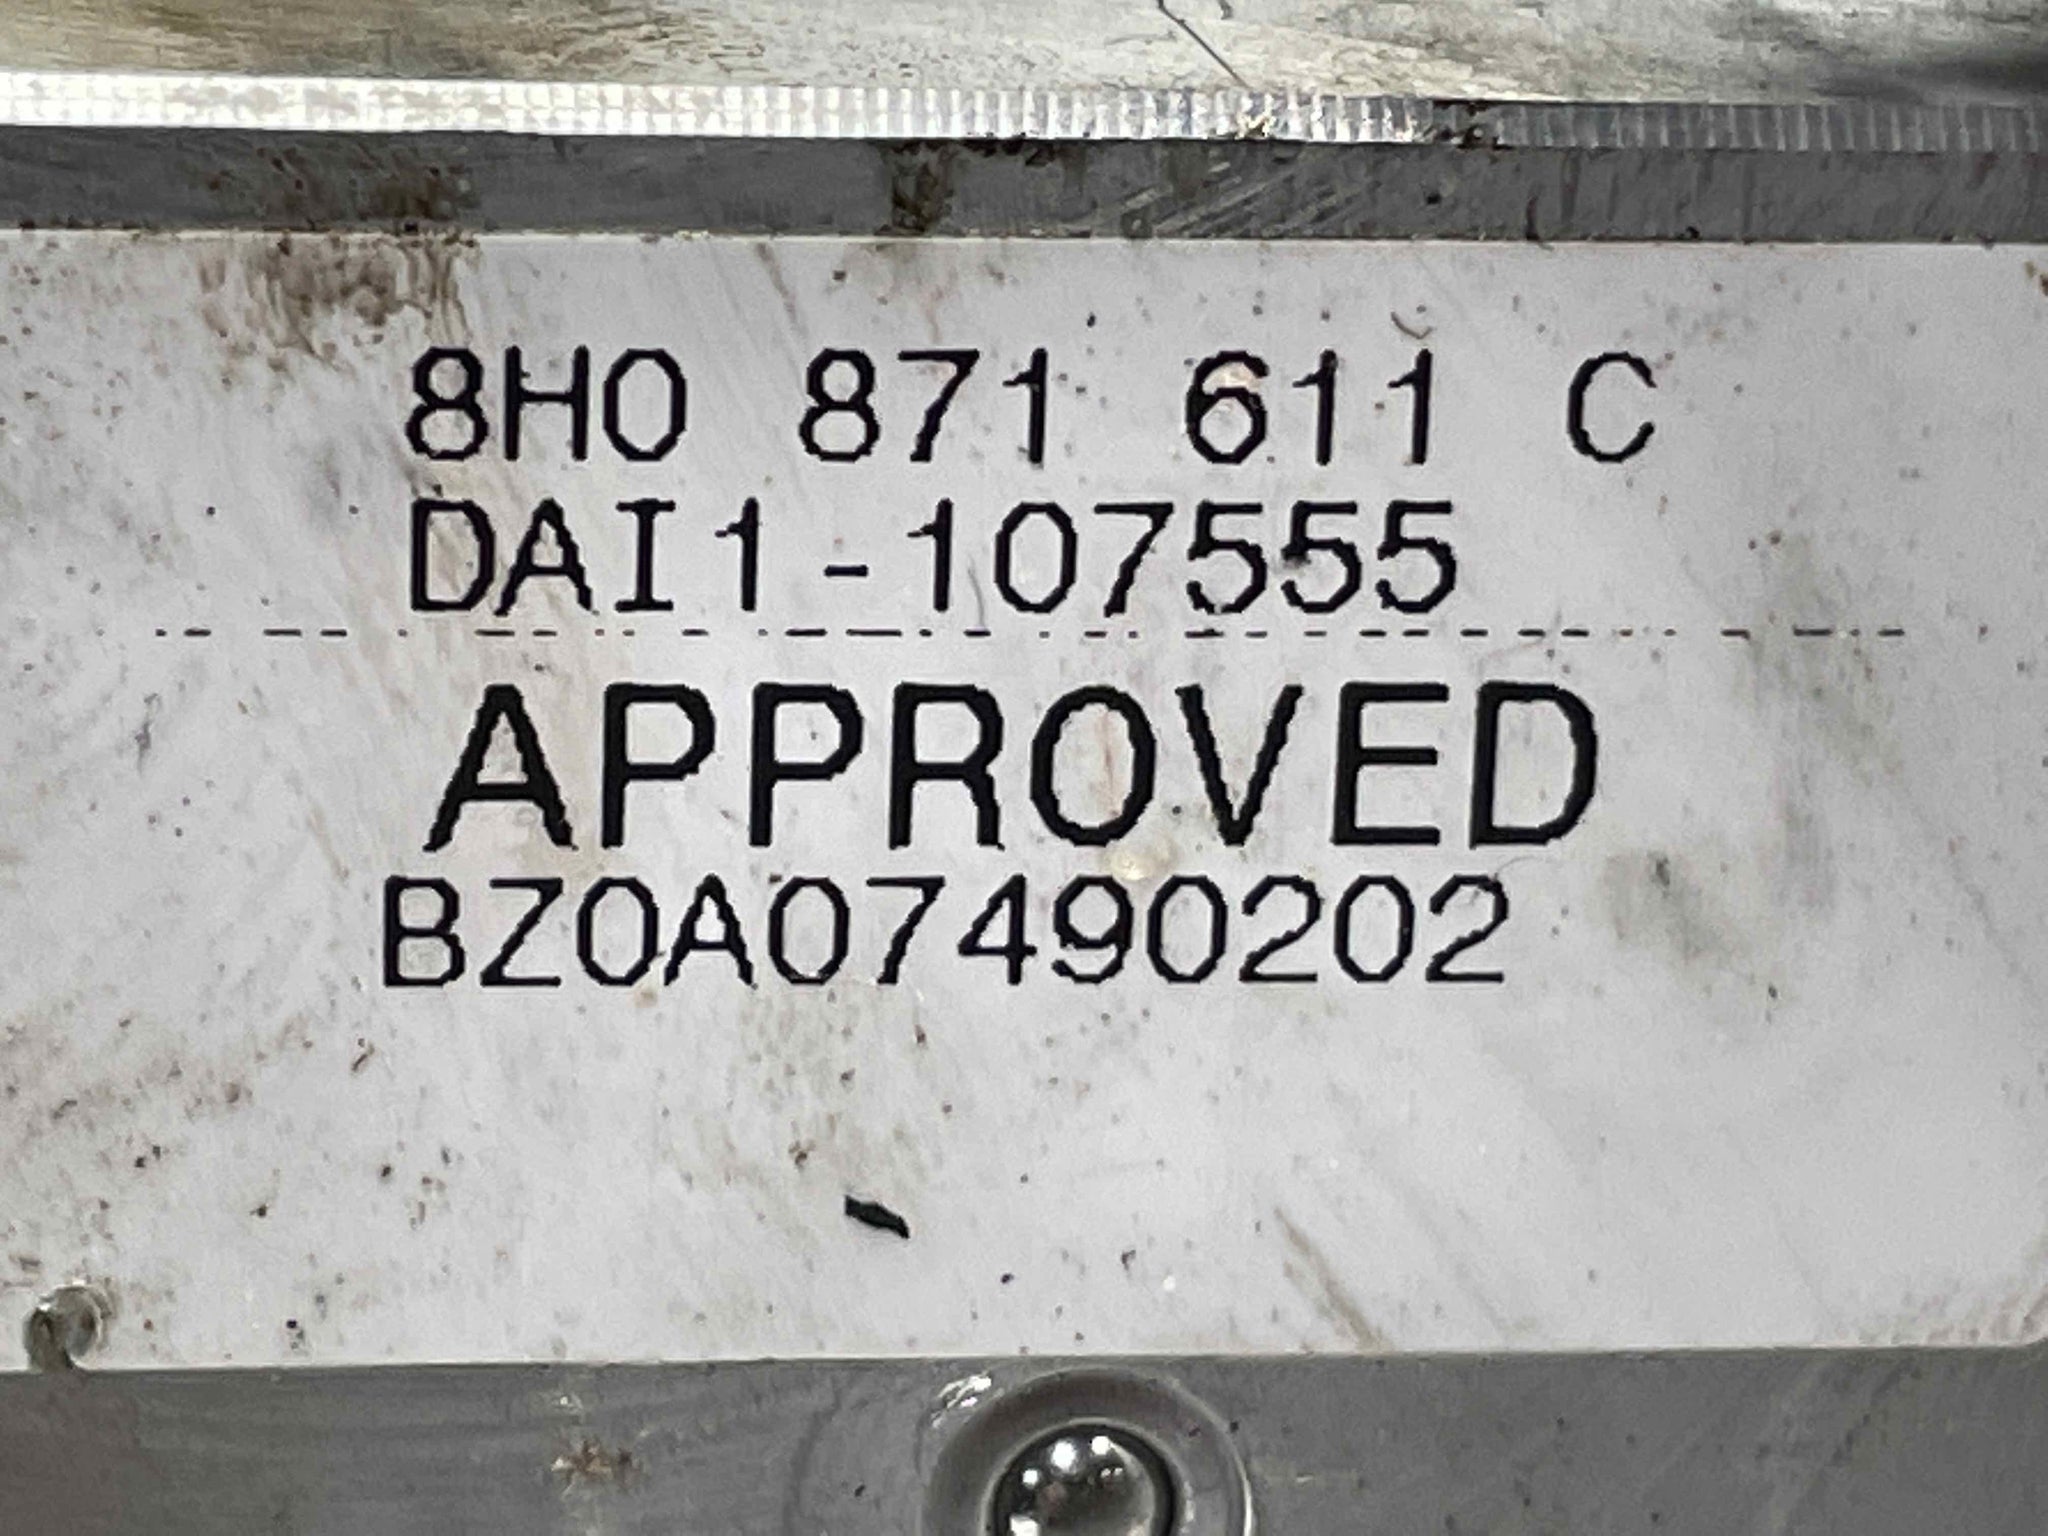 8H0 871 611 C
DAI1-107555
APPROVED
BZ0A07490202